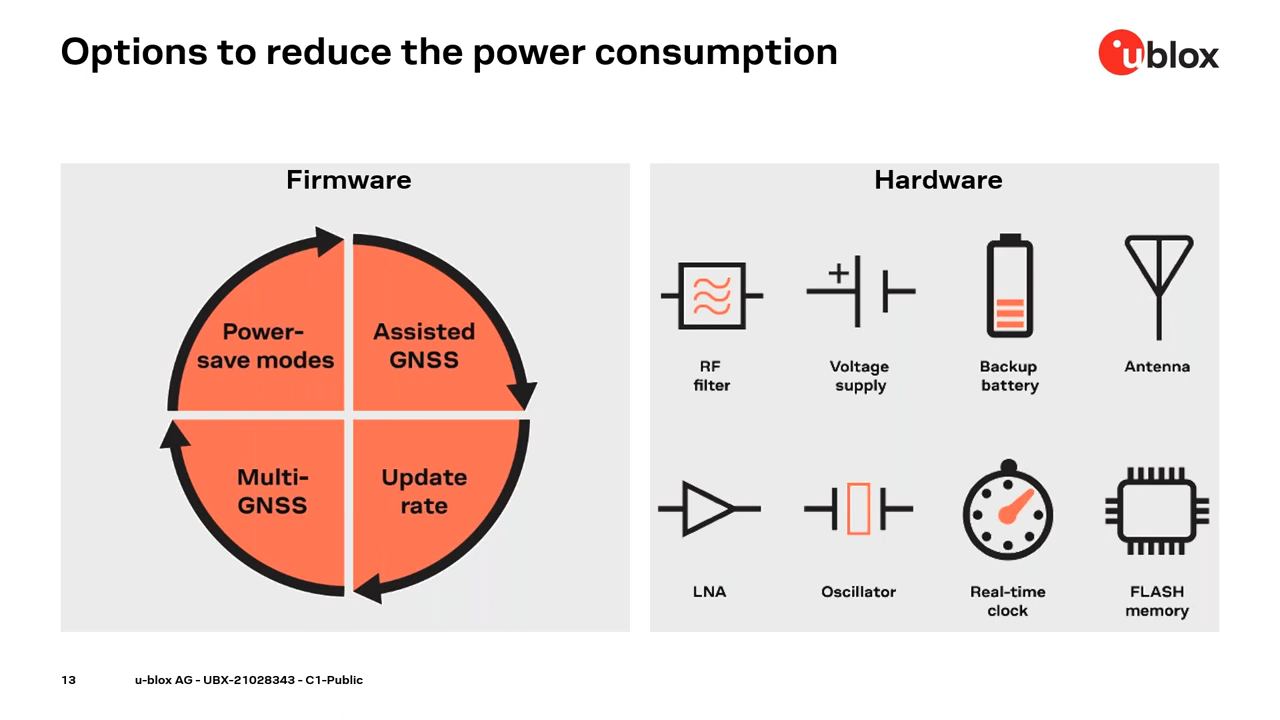 Options to reduce the power consumption
ublox
Firmware
Power-
save modes
Assisted
GNSS
Multi-
GNSS
Update
rate
Hardware
RF
filter
Voltage
supply
Backup
battery
Antenna
LNA
Oscillator
Real-time
clock
FLASH
memory
13
u-blox AG - UBX-21028343 - C1-Public